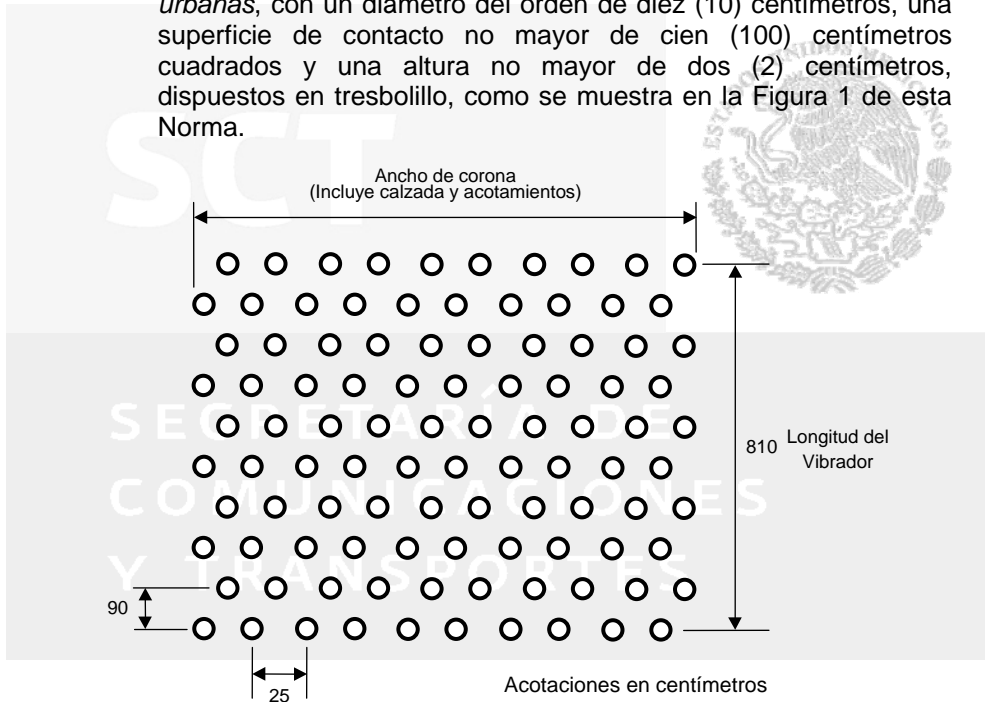 urbanas, con un diámetro del orden de diez (10) centímetros, una
superficie de contacto no mayor de cien (100) centímetros
cuadrados y una altura no mayor de dos (2) centímetros,
dispuestos en tresbolillo, como se muestra en la Figura 1 de esta
Norma.
SCT
ESTADOS UNIDOS MEXICANOS
Ancho de corona
(Incluye calzada y acotamientos)
SECRETARÍA DE
COMUNICACIONES
Y TRANSPORTES
810
Longitud del
Vibrador
90
25
Acotaciones en centímetros